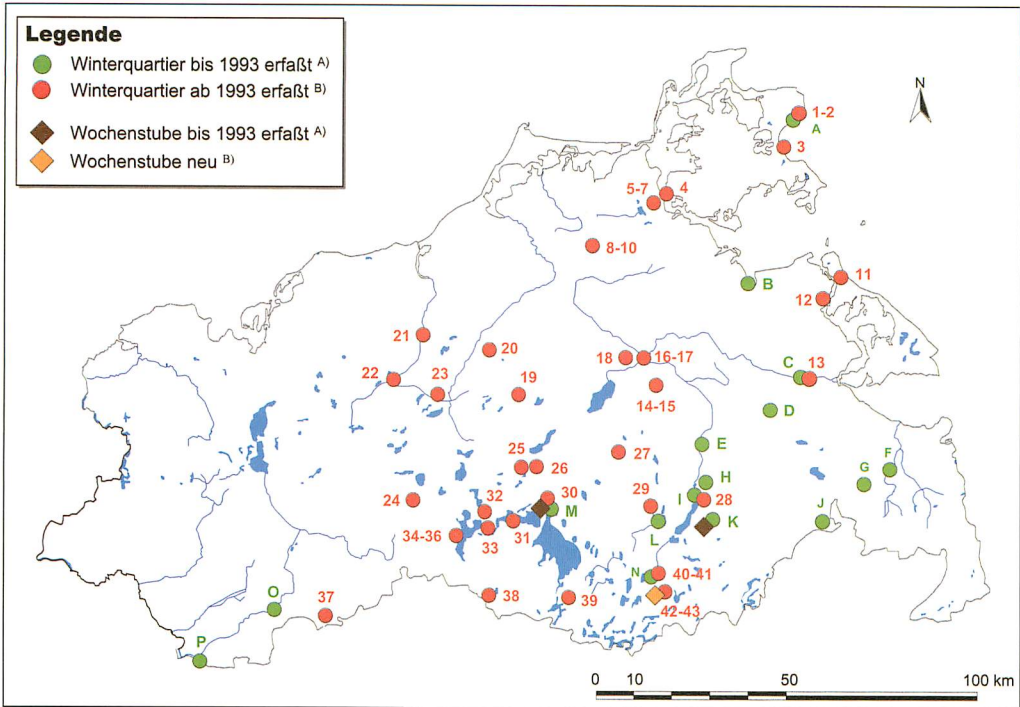 Legende
Winterquartier bis 1993 erfaßt A)
Winterquartier ab 1993 erfaßt B)
Wochenstube bis 1993 erfaßt A)
Wochenstube neu B)
N
1-2
A
3
4
5-7
8-10
B
11
12
21
20
18
16-17
C
13
22
23
19
14-15
D
E
27
25
26
F
G
H
I
28
24
32
30
M
29
K
J
L
34-36
33
31
N
40-41
42-43
38
39
O
37
P
0
10
50
100 km